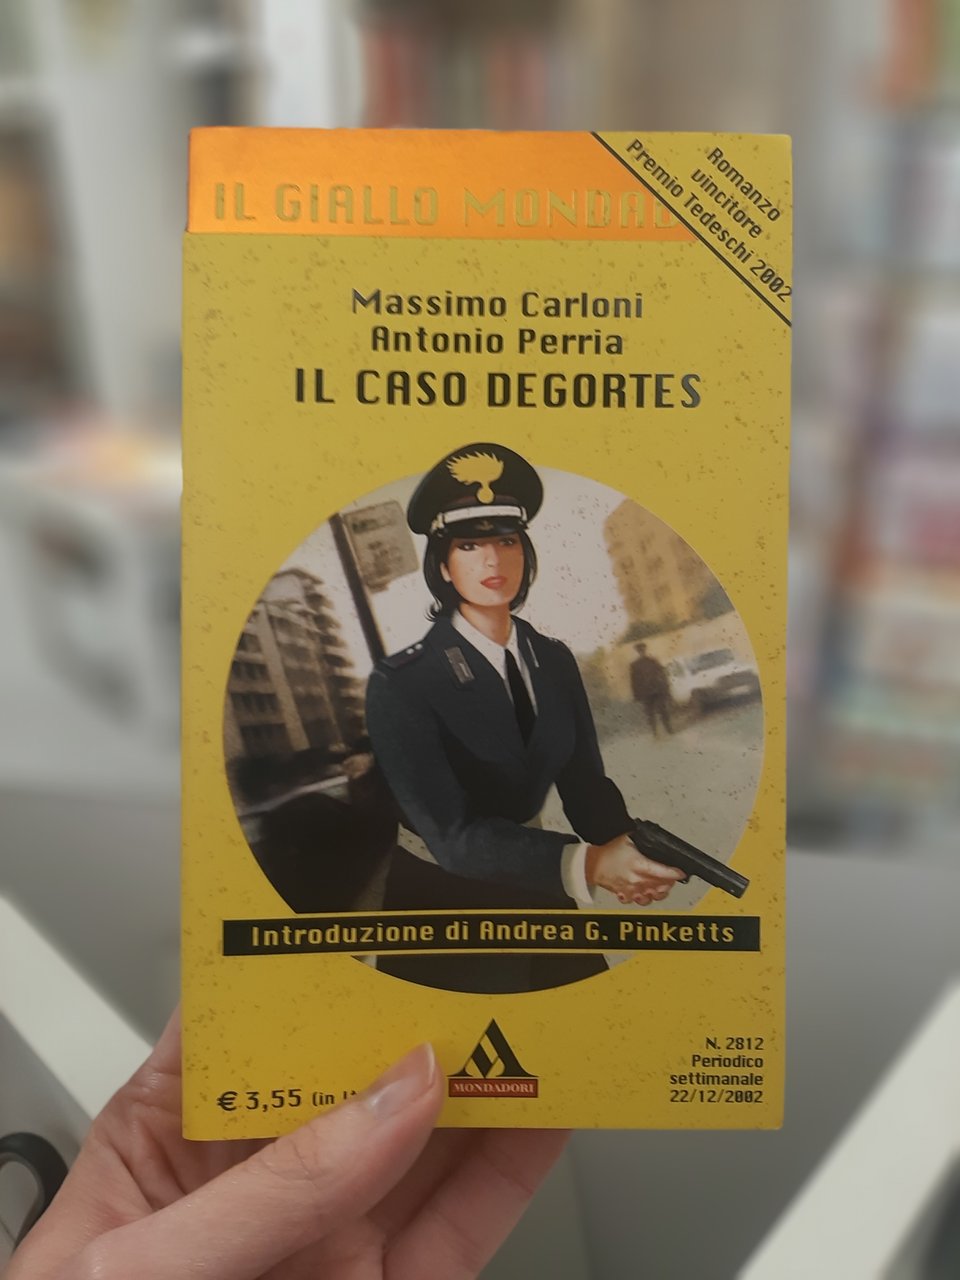 IL GIALLO MONDAD
Romanzo
vincitore
Premio Tedeschi 2002
Massimo Carloni
Antonio Perria
IL CASO DEGORTES
Introduzione di Andrea G. Pinketts
MONDADORI
€ 3,55 (in
N. 2812
Periodico
settimanale
22/12/2002